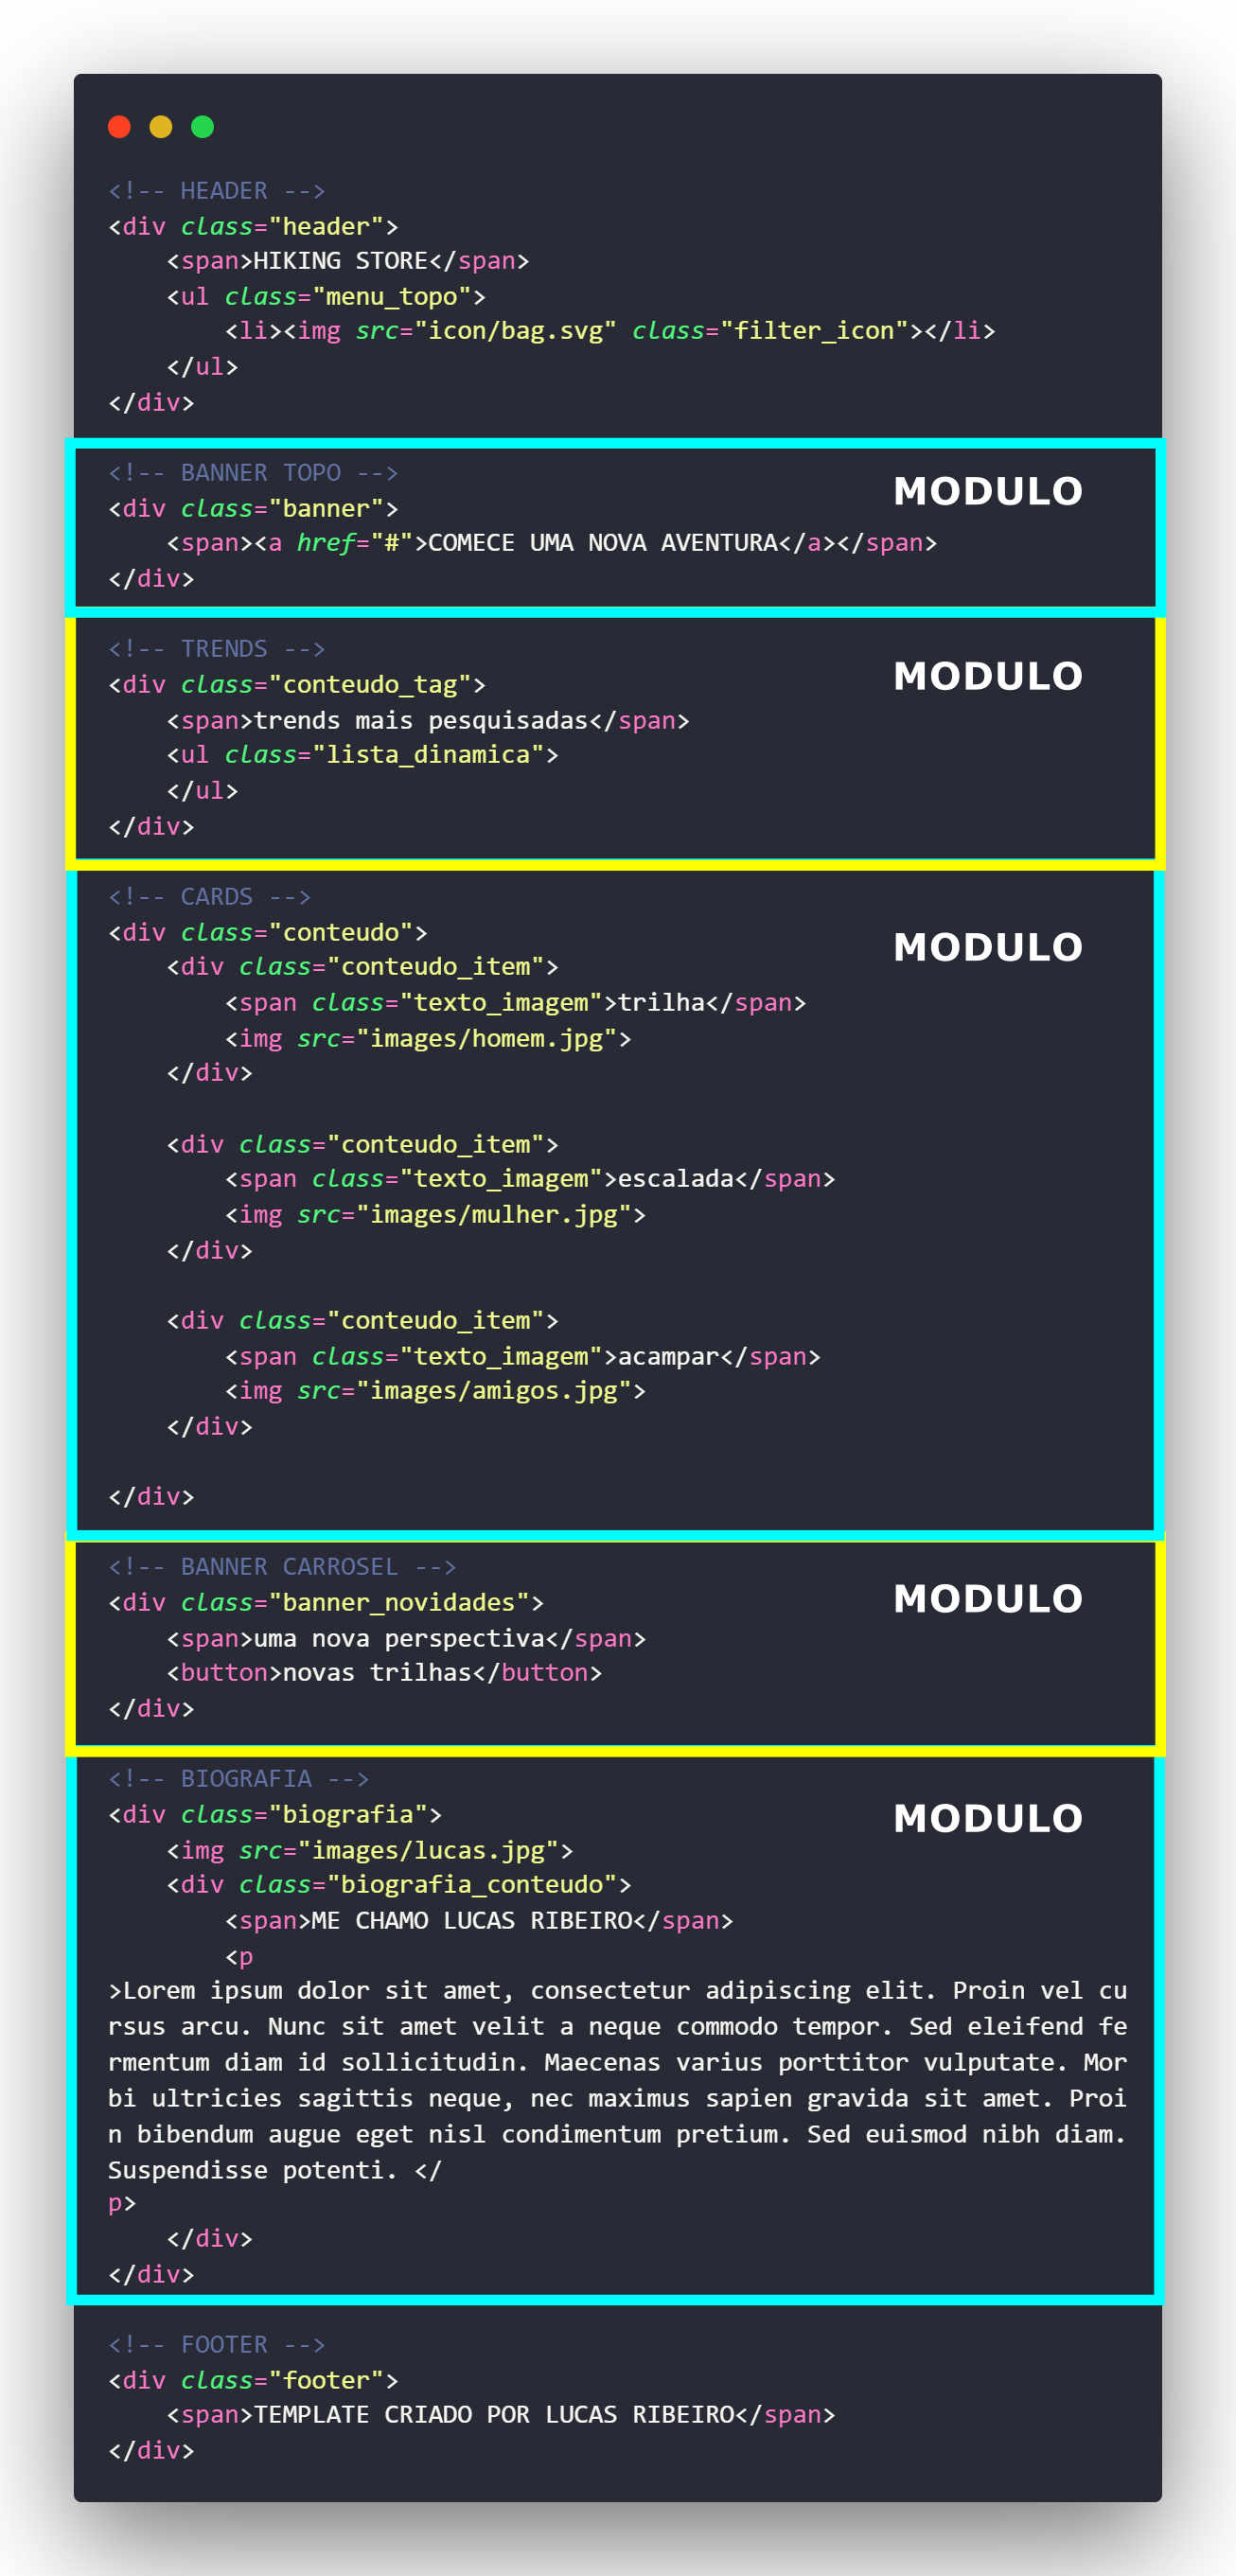 <!-- HEADER -->
<div class="header">
    <span>HIKING STORE</span>
    <ul class="menu_topo">
        <li><img src="icon/bag.svg" class="filter_icon"></li>
    </ul>
</div>
<!-- BANNER TOPO -->
MODULO
<div class="banner">
    <span><a href="#">COMECE UMA NOVA AVENTURA</a></span>
</div>
<!-- TRENDS -->
MODULO
<div class="conteudo_tag">
    <span>trends mais pesquisadas</span>
    <ul class="lista_dinamica">
    </ul>
</div>
<!-- CARDS -->
<div class="conteudo">
MODULO
    <div class="conteudo_item">
        <span class="texto_imagem">trilha</span>
        <img src="images/homem.jpg">
    </div>
    <div class="conteudo_item">
        <span class="texto_imagem">escalada</span>
        <img src="images/mulher.jpg">
    </div>
    <div class="conteudo_item">
        <span class="texto_imagem">acampar</span>
        <img src="images/amigos.jpg">
    </div>
</div>
<!-- BANNER CARROSEL -->
MODULO
<div class="banner_novidades">
    <span>uma nova perspectiva</span>
    <button>novas trilhas</button>
</div>
<!-- BIOGRAFIA -->
<div class="biografia">
MODULO
    <img src="images/lucas.jpg">
    <div class="biografia_conteudo">
        <span>ME CHAMO LUCAS RIBEIRO</span>
        <p
>Lorem ipsum dolor sit amet, consectetur adipiscing elit. Proin vel cu
rsus arcu. Nunc sit amet velit a neque commodo tempor. Sed eleifend fe
rmentum diam id sollicitudin. Maecenas varius porttitor vulputate. Mor
bi ultricies sagittis neque, nec maximus sapien gravida sit amet. Proi
n bibendum augue eget nisl condimentum pretium. Sed euismod nibh diam.
Suspendisse potenti. </
p>
    </div>
</div>
<!-- FOOTER -->
<div class="footer">
    <span>TEMPLATE CRIADO POR LUCAS RIBEIRO</span>
</div>